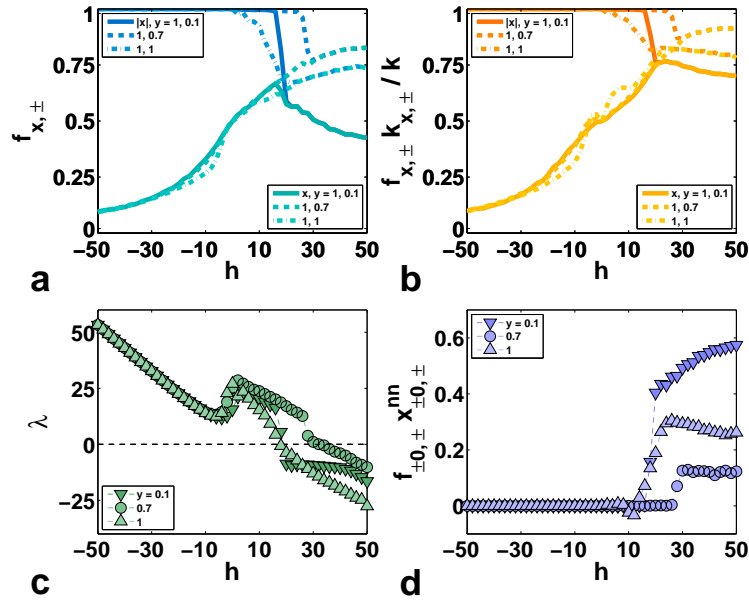 1
0.75
0.5
0.25
0
f x, ±
|x|, y = 1, 0.1
1, 0.7
1, 1
x, y = 1, 0.1
1, 0.7
1, 1
−50 −30 −10 10 30 50
a
h
1
0.75
0.5
0.25
0
f x, ± k x, ± / k
|x|, y = 1, 0.1
1, 0.7
1, 1
x, y = 1, 0.1
1, 0.7
1, 1
−50 −30 −10 10 30 50
b
h
50
25
0
−25
λ
y = 0.1
0.7
1
−50 −30 −10 10 30 50
c
h
0.6
0.4
0.2
0
f ±0, ± x nn ±0, ±
y = 0.1
0.7
1
−50 −30 −10 10 30 50
d
h